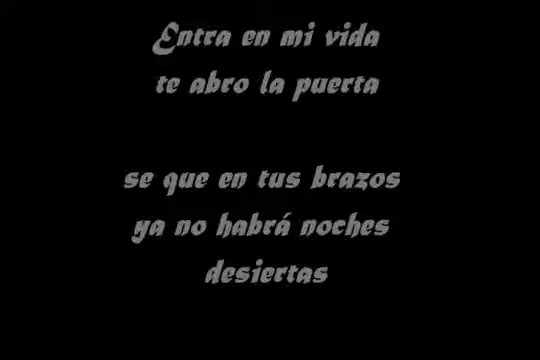 Entra en mi vida
te abro la puerta
se que en tus brazos
ya no habrá noches
desiertas